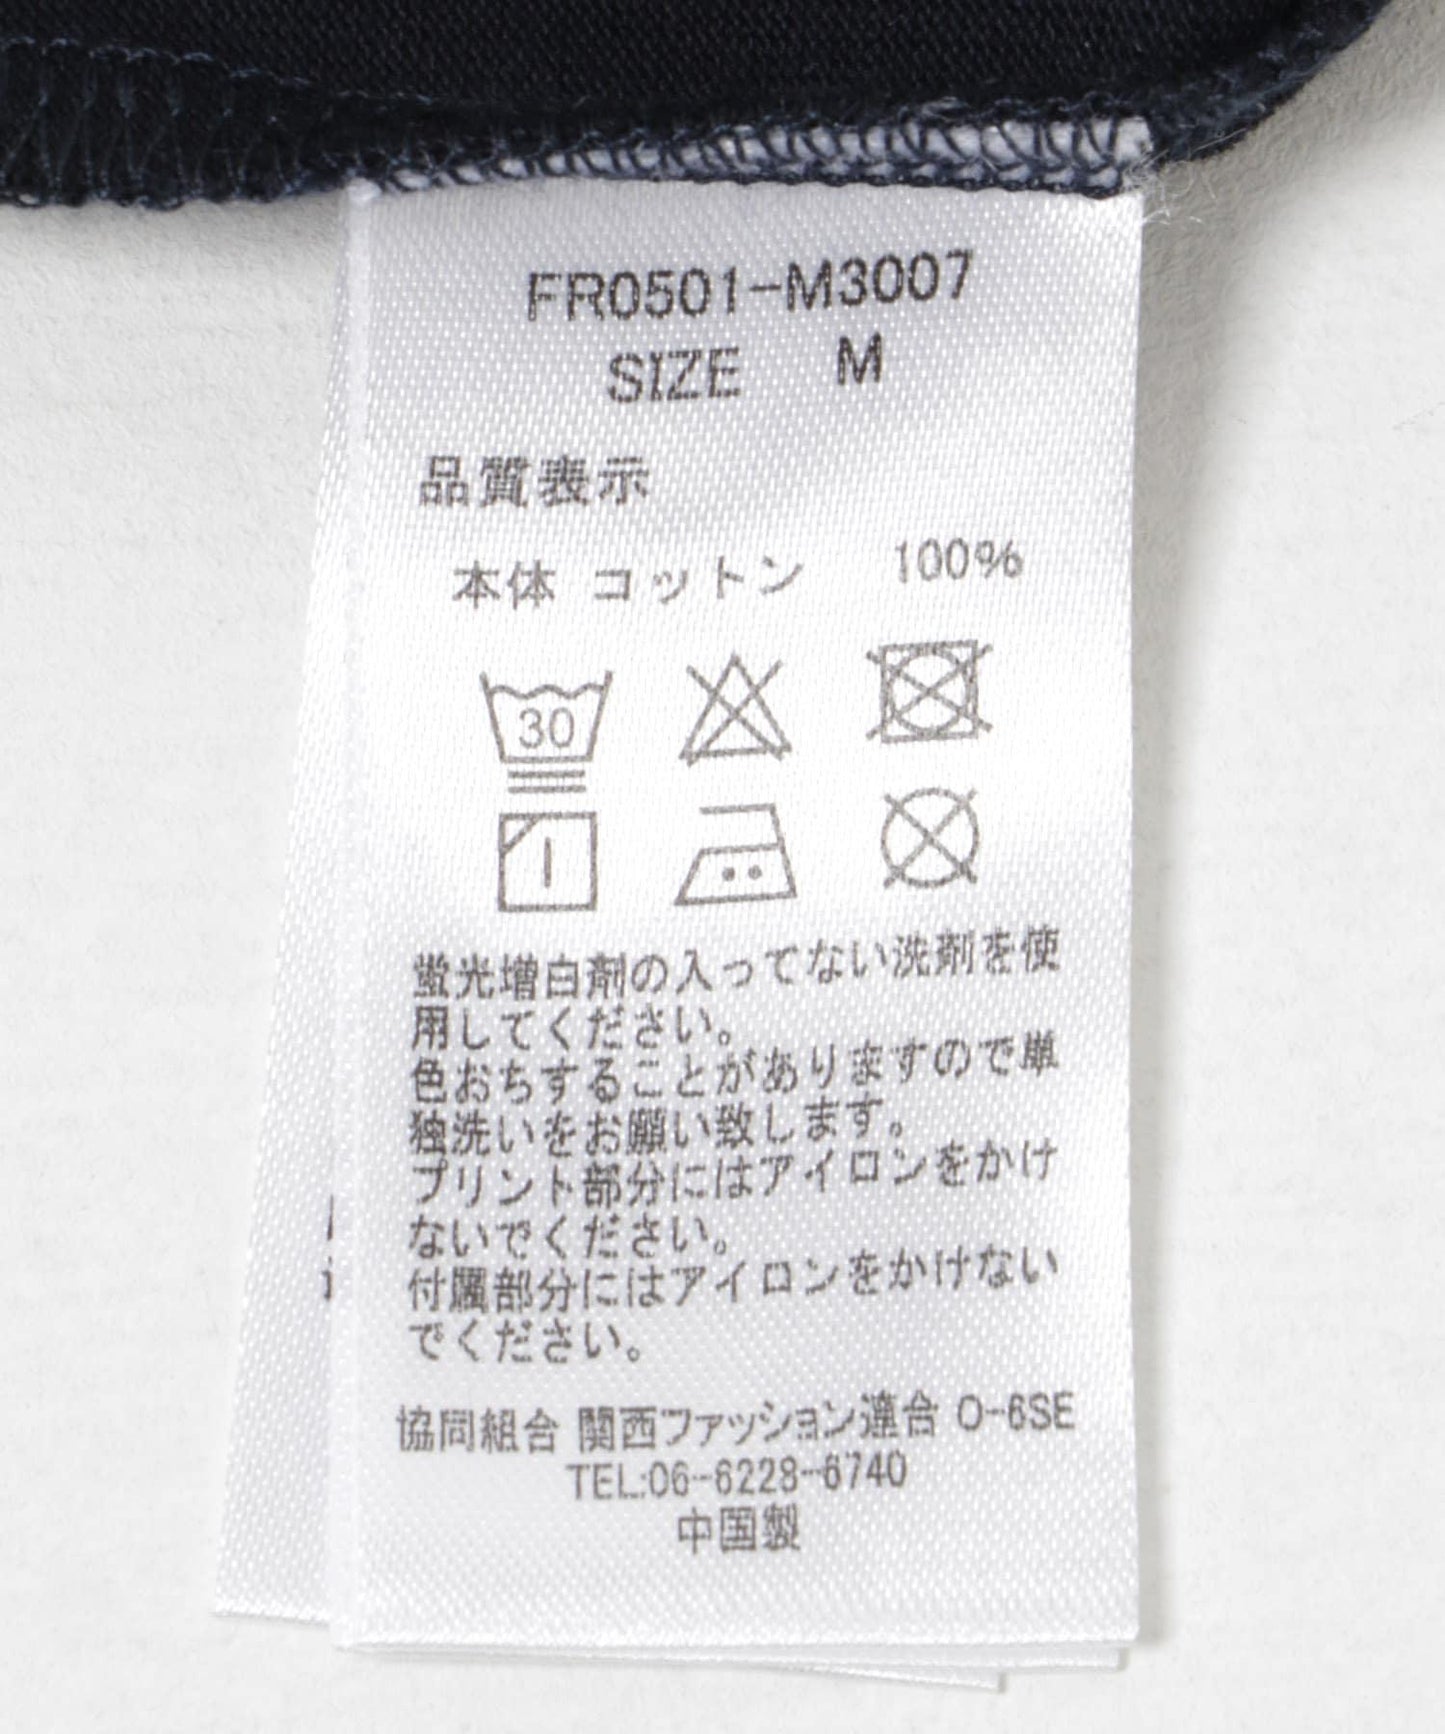 FR0501-M3007
SIZE M
品質表示
本体 コットン 100%
30
蛍光増白剤の入ってない洗剤を使
用してください。
色おちすることがありますので単
独洗いをお願い致します。
プリント部分にはアイロンをかけ
ないでください。
付属部分にはアイロンをかけない
でください。
協同組合 関西ファッション連合 O-6SE
TEL:06-6228-6740
中国製